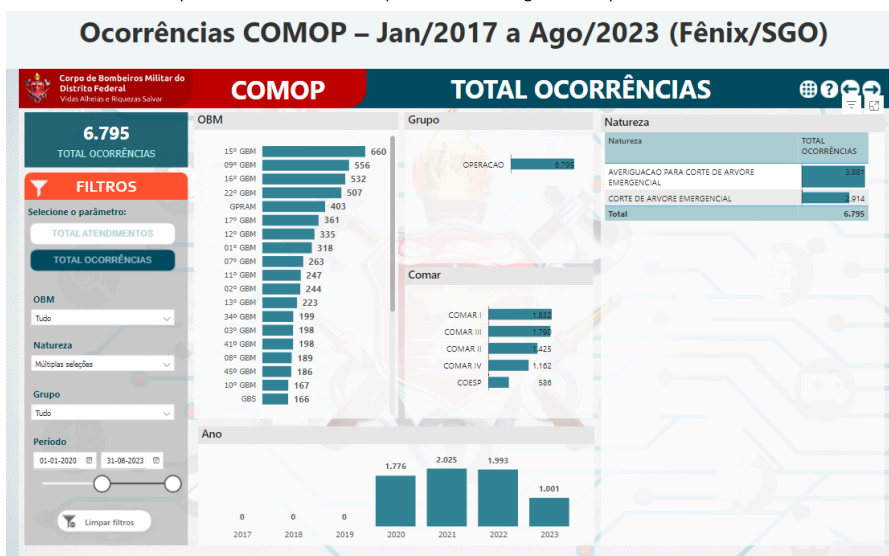 Ocorrências COMOP – Jan/2017 a Ago/2023 (Fênix/SGO)
Corpo de Bombeiros Militar do
Distrito Federal
Vidas Alheias e Riquezas Salvar
COMOP
TOTAL OCORRÊNCIAS
6.795
TOTAL OCORRÊNCIAS
FILTROS
Selecione o parâmetro:
TOTAL ATENDIMENTOS
TOTAL OCORRÊNCIAS
OBM
Tudo
Natureza
Múltiplas seleções
Grupo
Tudo
Período
01-01-2020 31-08-2023
Limpar filtros
OBM
15º GBM 660
09º GBM 556
16º GBM 532
22º GBM 507
GPRAM 403
17º GBM 361
12º GBM 335
01º GBM 318
07º GBM 263
11º GBM 247
02º GBM 244
13º GBM 223
34º GBM 199
03º GBM 198
41º GBM 198
08º GBM 189
45º GBM 186
10º GBM 167
GBS 166
Grupo
OPERACAO 6.795
Comar
COMAR I 1.832
COMAR III 1.790
COMAR II 1.425
COMAR IV 1.162
COESP 586
Ano
0 0 0 1.776 2.025 1.993 1.001
2017 2018 2019 2020 2021 2022 2023
Natureza
Natureza TOTAL
OCORRÊNCIAS
AVERIGUACAO PARA CORTE DE ARVORE 3.881
EMERGENCIAL
CORTE DE ARVORE EMERGENCIAL 2.914
Total 6.795